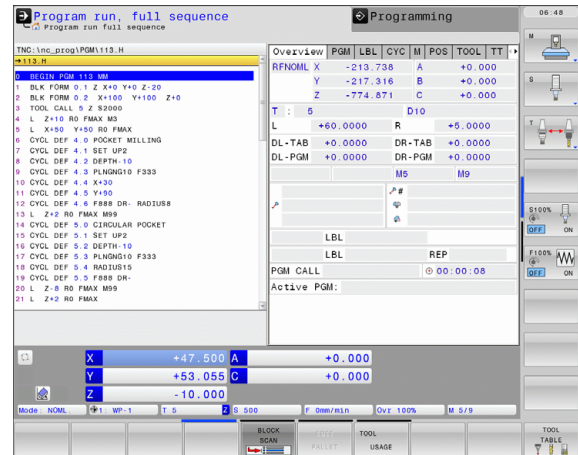 Program run, full sequence
Program run full sequence
Programming
06:48
TNC:\nc_prog\PGM\113.H
→113.H
0 BEGIN PGM 113 MM
1 BLK FORM 0.1 Z X+0 Y+0 Z-20
2 BLK FORM 0.2 X+100 Y+100 Z+0
3 TOOL CALL 5 Z S2000
4 L Z+10 R0 FMAX M3
5 L X+50 Y+50 R0 FMAX
6 CYCL DEF 4.0 POCKET MILLING
7 CYCL DEF 4.1 SET UP2
8 CYCL DEF 4.2 DEPTH-10
9 CYCL DEF 4.3 PLNGNG10 F333
10 CYCL DEF 4.4 X+30
11 CYCL DEF 4.5 Y+90
12 CYCL DEF 4.6 F888 DR- RADIUS8
13 L Z+2 R0 FMAX M99
14 CYCL DEF 5.0 CIRCULAR POCKET
15 CYCL DEF 5.1 SET UP2
16 CYCL DEF 5.2 DEPTH-10
17 CYCL DEF 5.3 PLNGNG10 F333
18 CYCL DEF 5.4 RADIUS15
19 CYCL DEF 5.5 F888 DR-
20 L Z-8 R0 FMAX M99
21 L Z+2 R0 FMAX
Overview PGM LBL CYC M POS TOOL TT
RFNOML X -213.738 A +0.000
Y -217.316 B +0.000
Z -774.871 C +0.000
T : 5 D10
L +60.0000 R +5.0000
DL-TAB +0.0000 DR-TAB +0.0000
DL-PGM +0.0000 DR-PGM +0.0000
M5 M9
#
LBL
LBL REP
PGM CALL 00:00:08
Active PGM:
M
S
T
S100%
OFF ON
F100%
OFF ON
X +47.500 A +0.000
Y +53.055 C +0.000
Z -10.000
Mode: NOML. 1: WP-1 T 5 Z S 500 F 0mm/min Ovr 100% M 5/9
BLOCK SCAN
PALLET
TOOL USAGE
TOOL TABLE